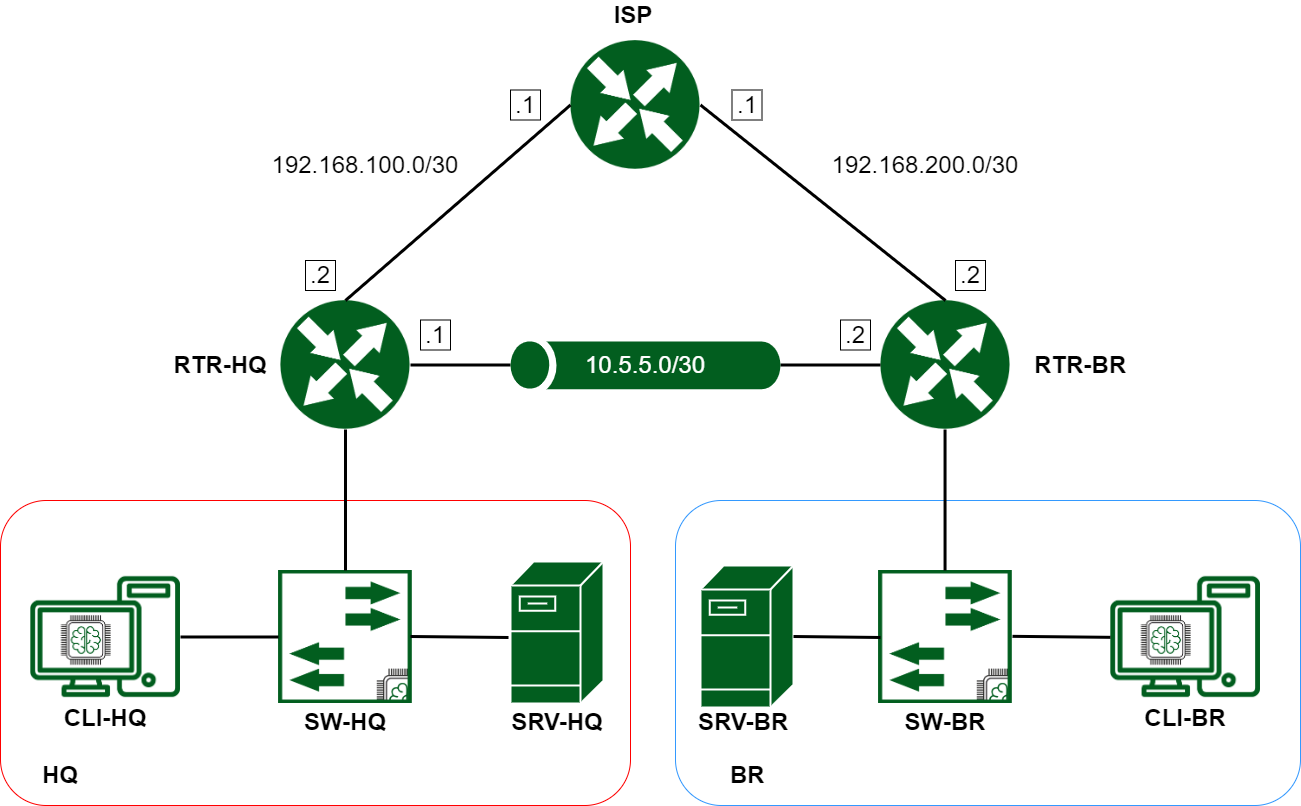 ISP
.1
.1
192.168.100.0/30
192.168.200.0/30
.2
.2
RTR-HQ
.1
10.5.5.0/30
.2
RTR-BR
CLI-HQ
SW-HQ
SRV-HQ
SRV-BR
SW-BR
CLI-BR
HQ
BR